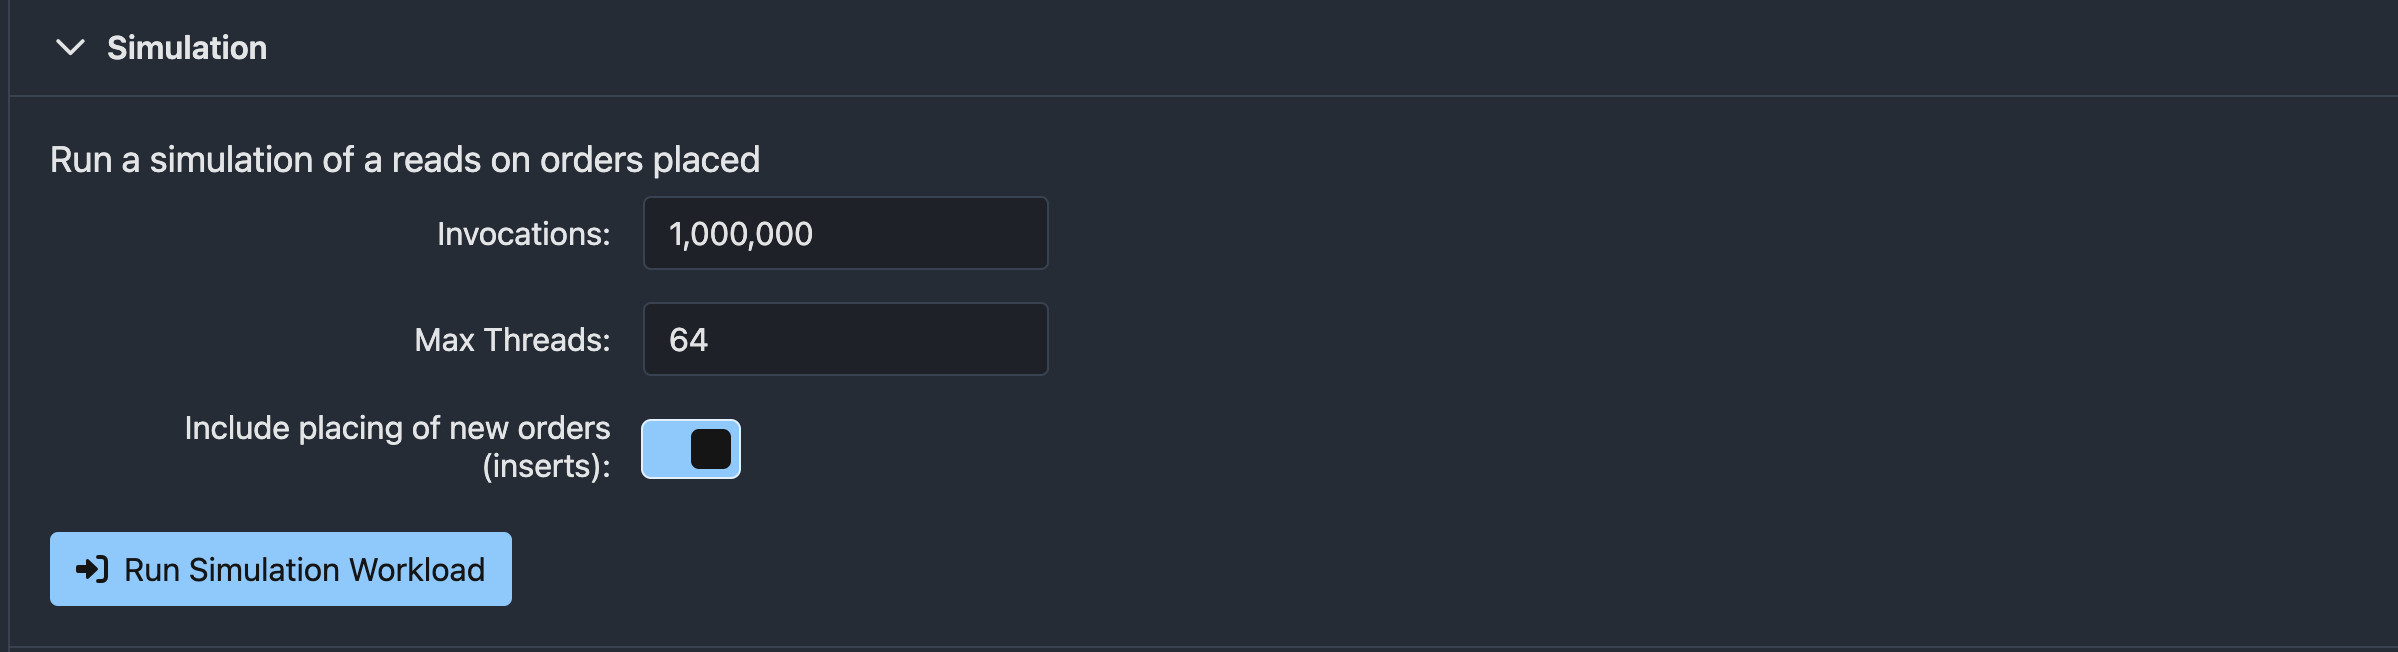 Simulation
Run a simulation of a reads on orders placed
Invocations: 1,000,000
Max Threads: 64
Include placing of new orders
(inserts):
Run Simulation Workload